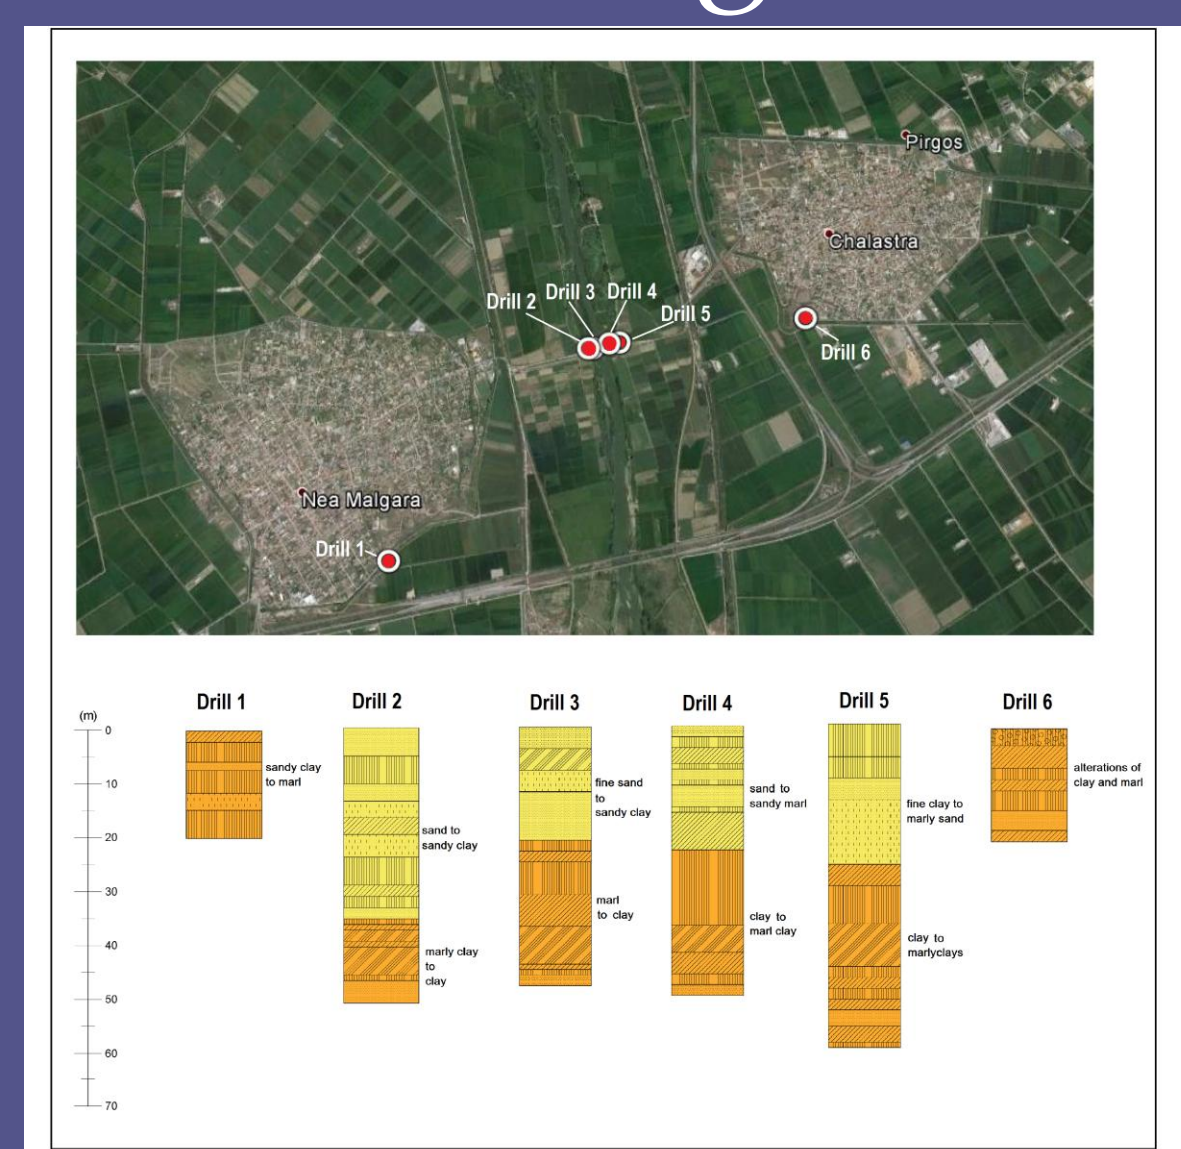 Pirgos
Chalastra
Drill 2
Drill 3
Drill 4
Drill 5
Drill 6
Nea Malgara
Drill 1
Drill 1
Drill 2
Drill 3
Drill 4
Drill 5
Drill 6
(m)
0
10
20
30
40
50
60
70
sandy clay
to marl
sand to
sandy clay
marly clay
to
clay
fine sand
to
sandy clay
marl
to clay
sand to
sandy marl
clay to
marl clay
fine clay to
marly sand
clay to
marlyclays
alterations of
clay and marl